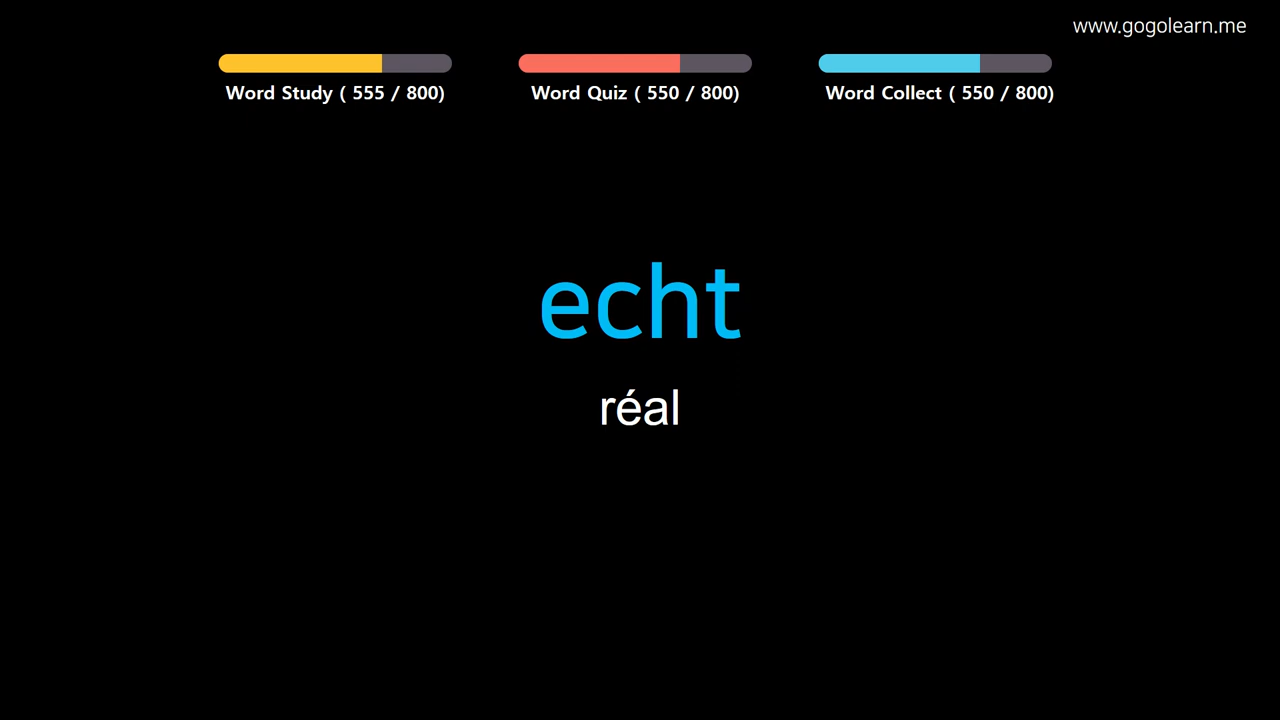 www.gogolearn.me
Word Study ( 555 / 800)
Word Quiz ( 550 / 800)
Word Collect ( 550 / 800)
echt
réal